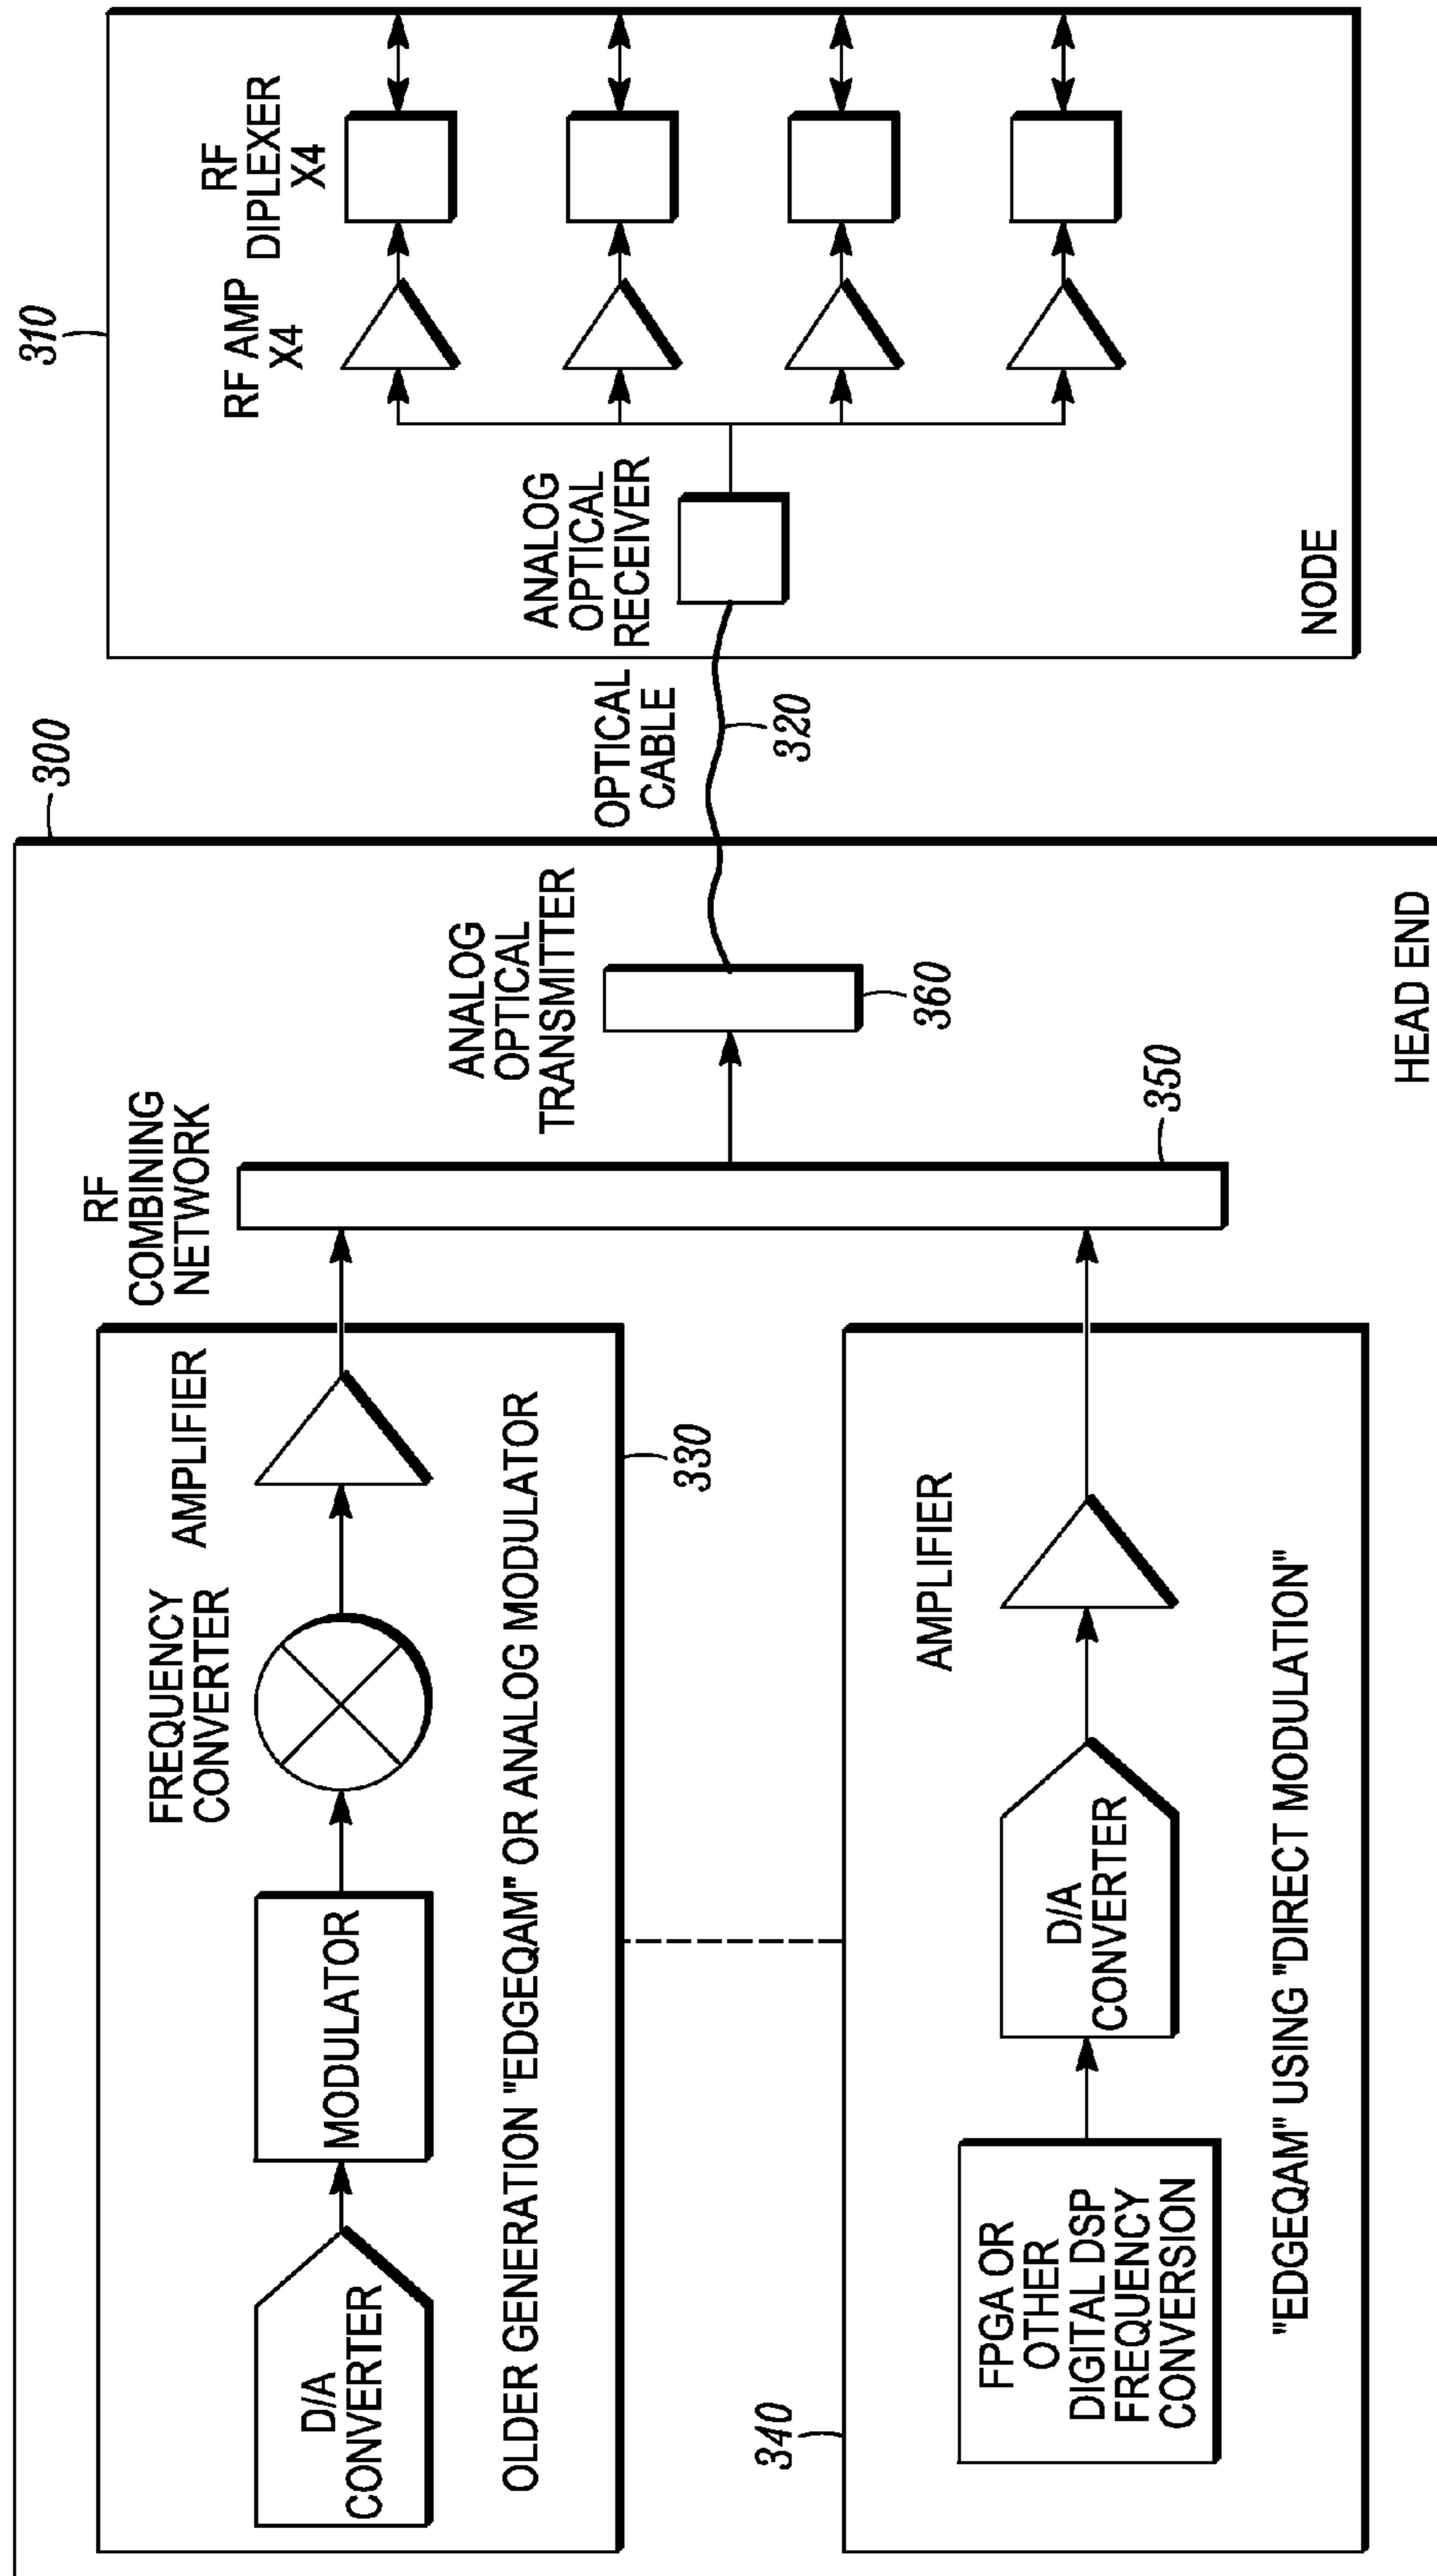 300
D/A
CONVERTER
MODULATOR
FREQUENCY
CONVERTER
AMPLIFIER
OLDER GENERATION "EDGEQAM" OR ANALOG MODULATOR
330
340
FPGA OR
OTHER
DIGITAL DSP
FREQUENCY
CONVERSION
D/A
CONVERTER
AMPLIFIER
"EDGEQAM" USING "DIRECT MODULATION"
RF
COMBINING
NETWORK
350
ANALOG
OPTICAL
TRANSMITTER
360
HEAD END
OPTICAL
CABLE
320
310
ANALOG
OPTICAL
RECEIVER
RF AMP
X4
RF
DIPLEXER
X4
NODE